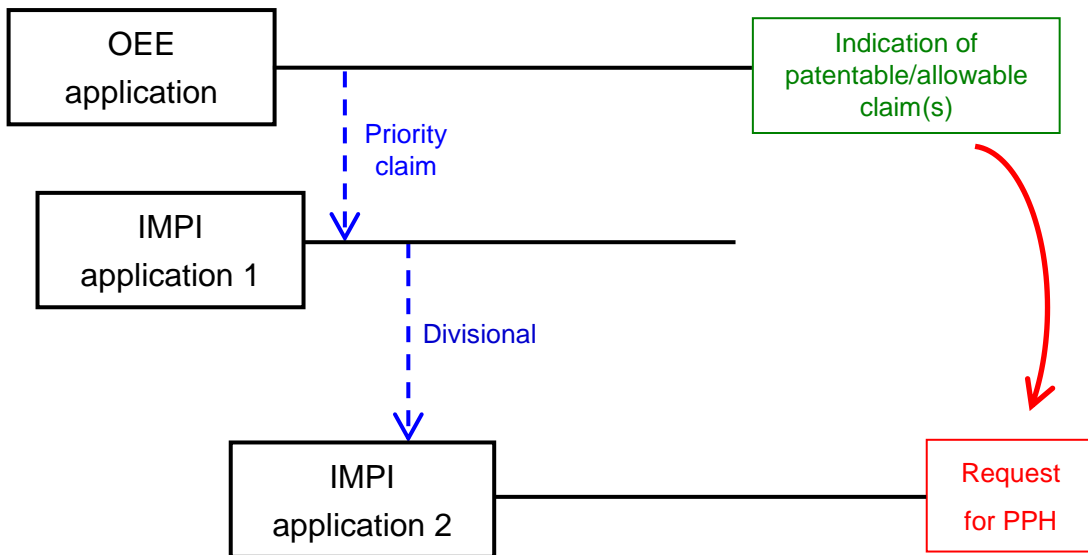 OEE
application
Indication of
patentable/allowable
claim(s)
Priority
claim
IMPI
application 1
Divisional
IMPI
application 2
Request
for PPH